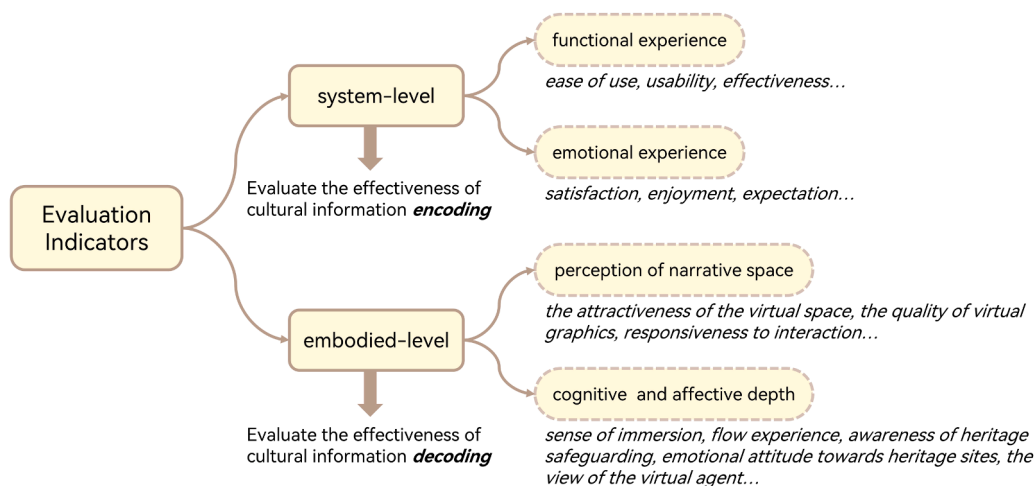 Evaluation
Indicators
system-level
Evaluate the effectiveness of
cultural information encoding
functional experience
ease of use, usability, effectiveness...
emotional experience
satisfaction, enjoyment, expectation...
embodied-level
Evaluate the effectiveness of
cultural information decoding
perception of narrative space
the attractiveness of the virtual space, the quality of virtual
graphics, responsiveness to interaction...
cognitive and affective depth
sense of immersion, flow experience, awareness of heritage
safeguarding, emotional attitude towards heritage sites, the
view of the virtual agent...